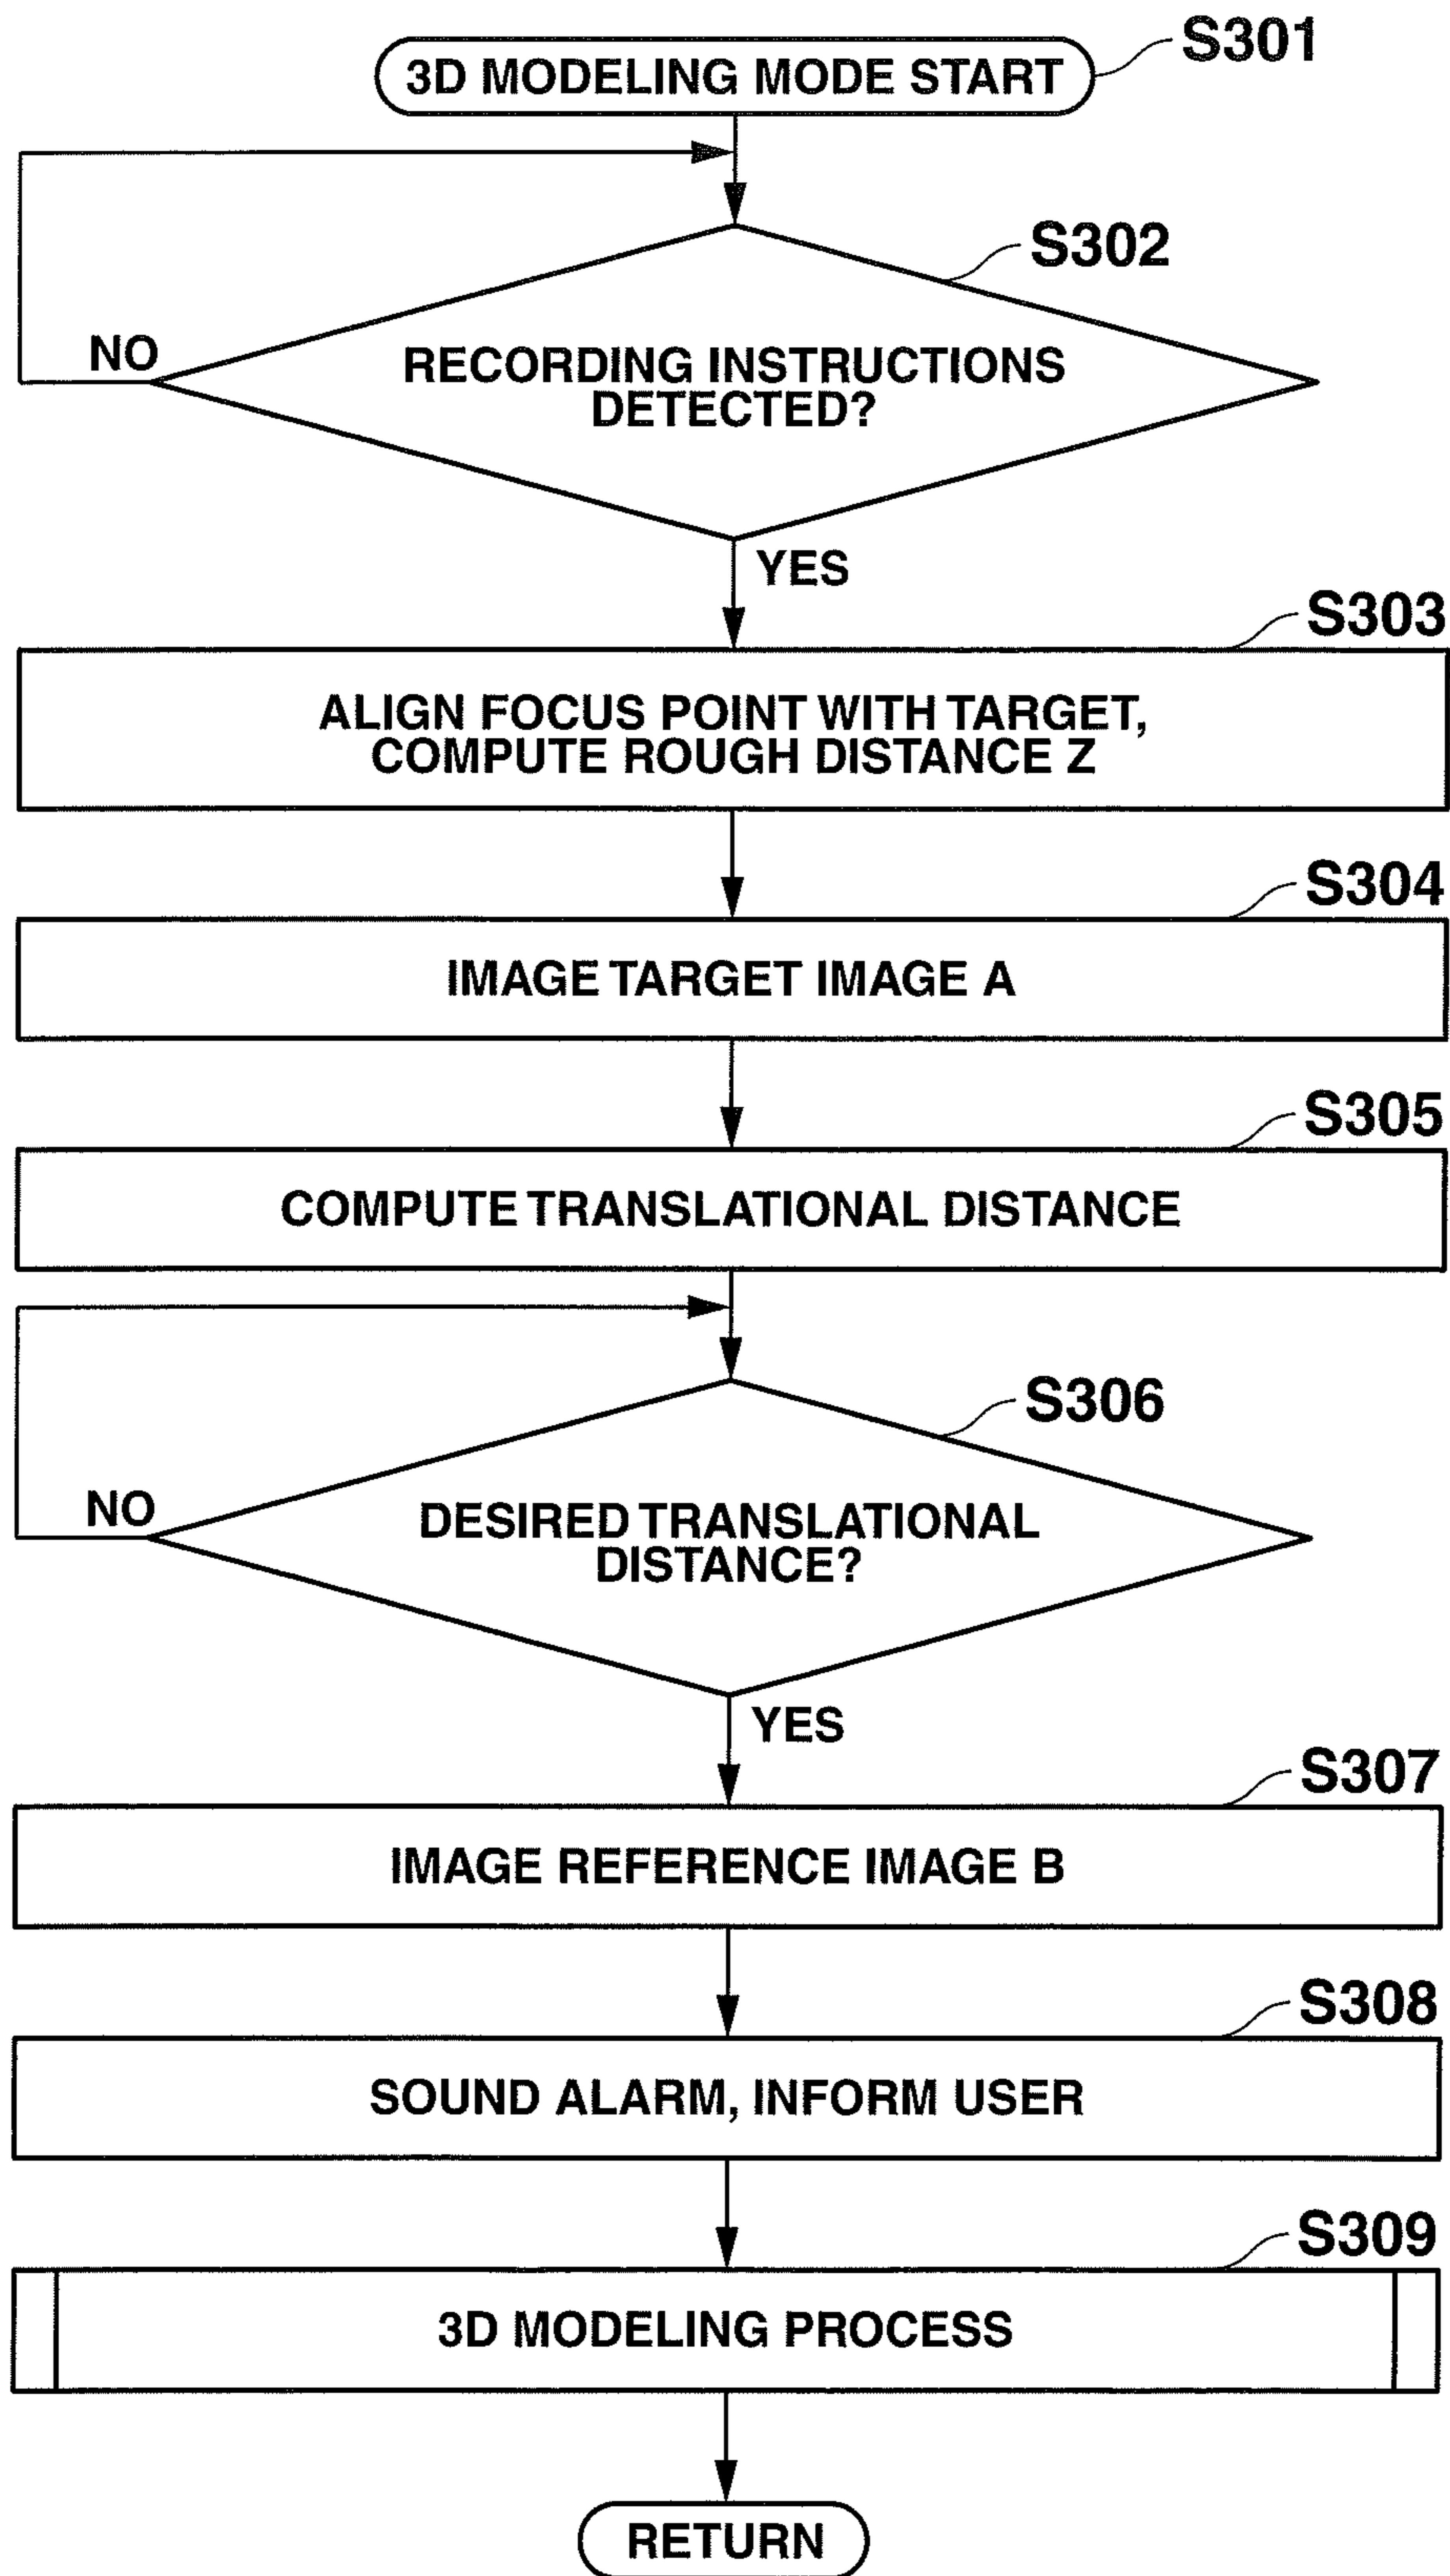 S301
3D MODELING MODE START
S302
NO
RECORDING INSTRUCTIONS
DETECTED?
YES
S303
ALIGN FOCUS POINT WITH TARGET,
COMPUTE ROUGH DISTANCE Z
S304
IMAGE TARGET IMAGE A
S305
COMPUTE TRANSLATIONAL DISTANCE
S306
NO
DESIRED TRANSLATIONAL
DISTANCE?
YES
S307
IMAGE REFERENCE IMAGE B
S308
SOUND ALARM, INFORM USER
S309
3D MODELING PROCESS
RETURN